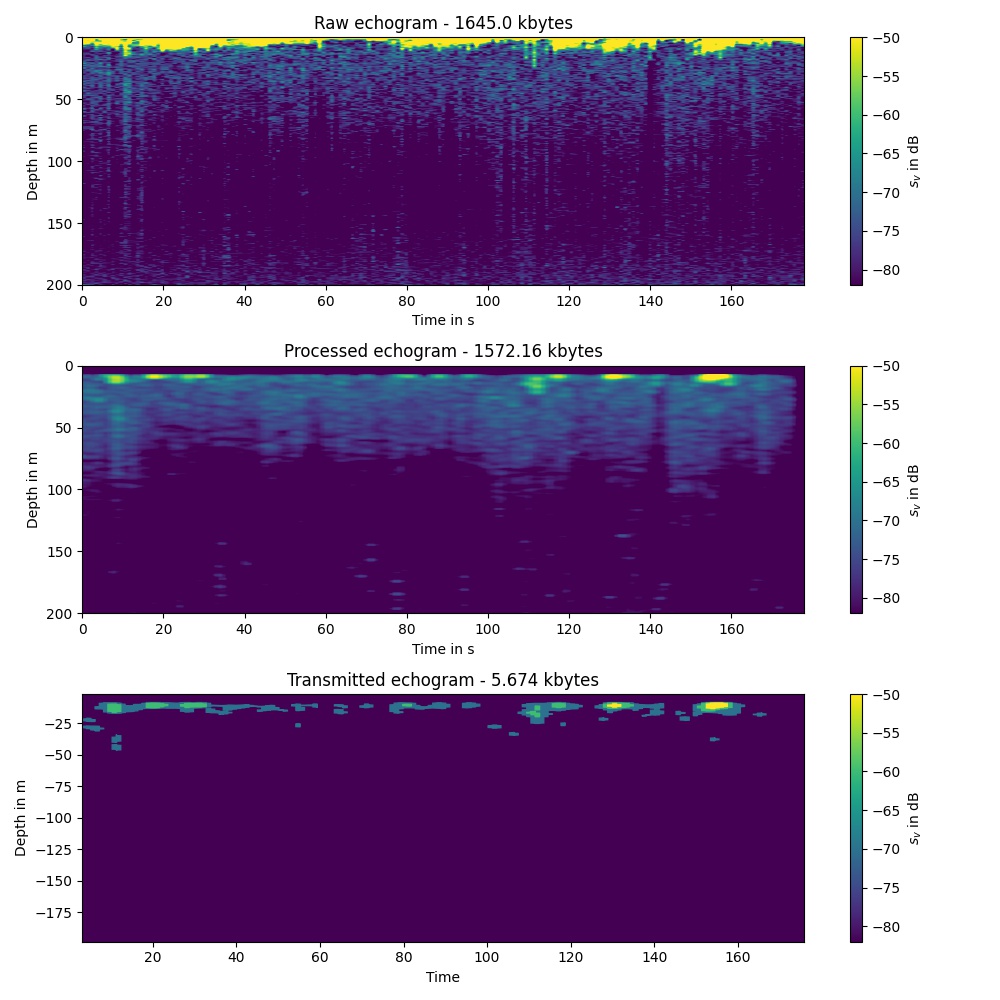 Raw echogram - 1645.0 kbytes
0
50
100
150
200
Depth in m
0 20 40 60 80 100 120 140 160
Time in s
−50
−55
−60
−65
−70
−75
−80
sv in dB
Processed echogram - 1572.16 kbytes
0
50
100
150
200
Depth in m
0 20 40 60 80 100 120 140 160
Time in s
−50
−55
−60
−65
−70
−75
−80
sv in dB
Transmitted echogram - 5.674 kbytes
−25
−50
−75
−100
−125
−150
−175
Depth in m
20 40 60 80 100 120 140 160
Time
−50
−55
−60
−65
−70
−75
−80
sv in dB